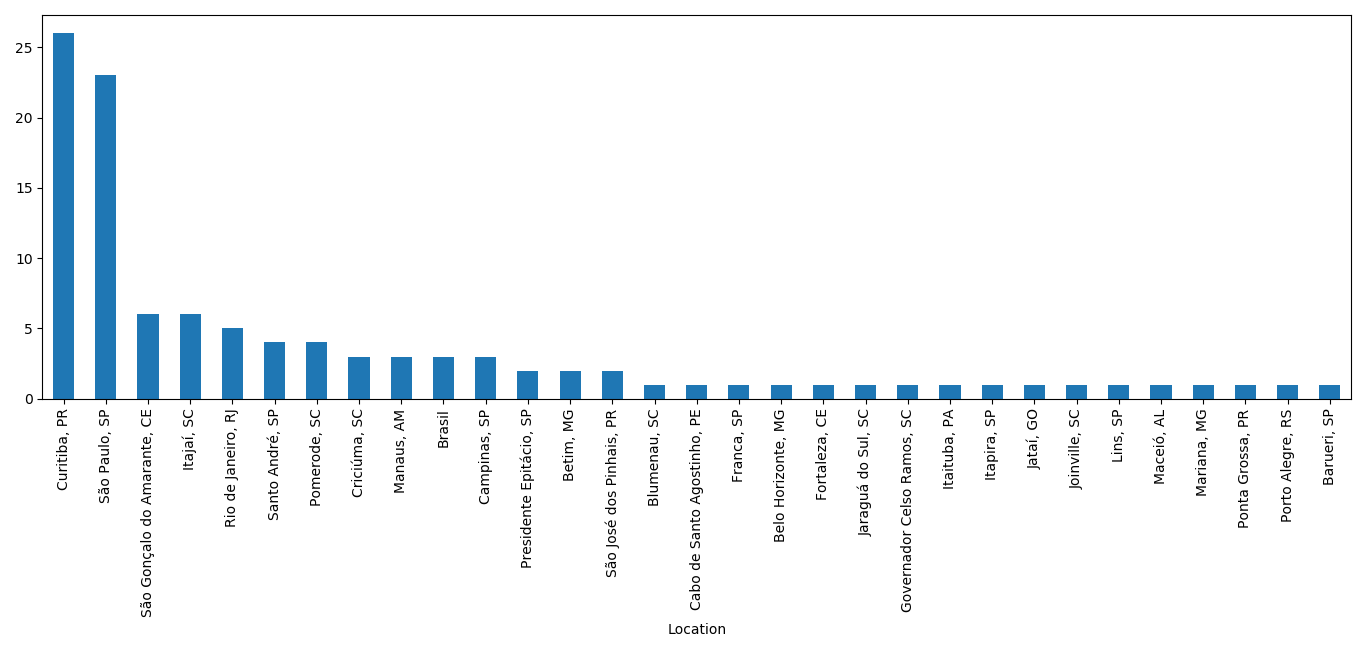 25
20
15
10
5
0
Curitiba, PR
São Paulo, SP
São Gonçalo do Amarante, CE
Itajaí, SC
Rio de Janeiro, RJ
Santo André, SP
Pomerode, SC
Criciúma, SC
Manaus, AM
Brasil
Campinas, SP
Presidente Epitácio, SP
Betim, MG
São José dos Pinhais, PR
Blumenau, SC
Cabo de Santo Agostinho, PE
Franca, SP
Belo Horizonte, MG
Fortaleza, CE
Jaraguá do Sul, SC
Governador Celso Ramos, SC
Itaituba, PA
Itapira, SP
Jataí, GO
Joinville, SC
Lins, SP
Maceió, AL
Mariana, MG
Ponta Grossa, PR
Porto Alegre, RS
Barueri, SP
Location